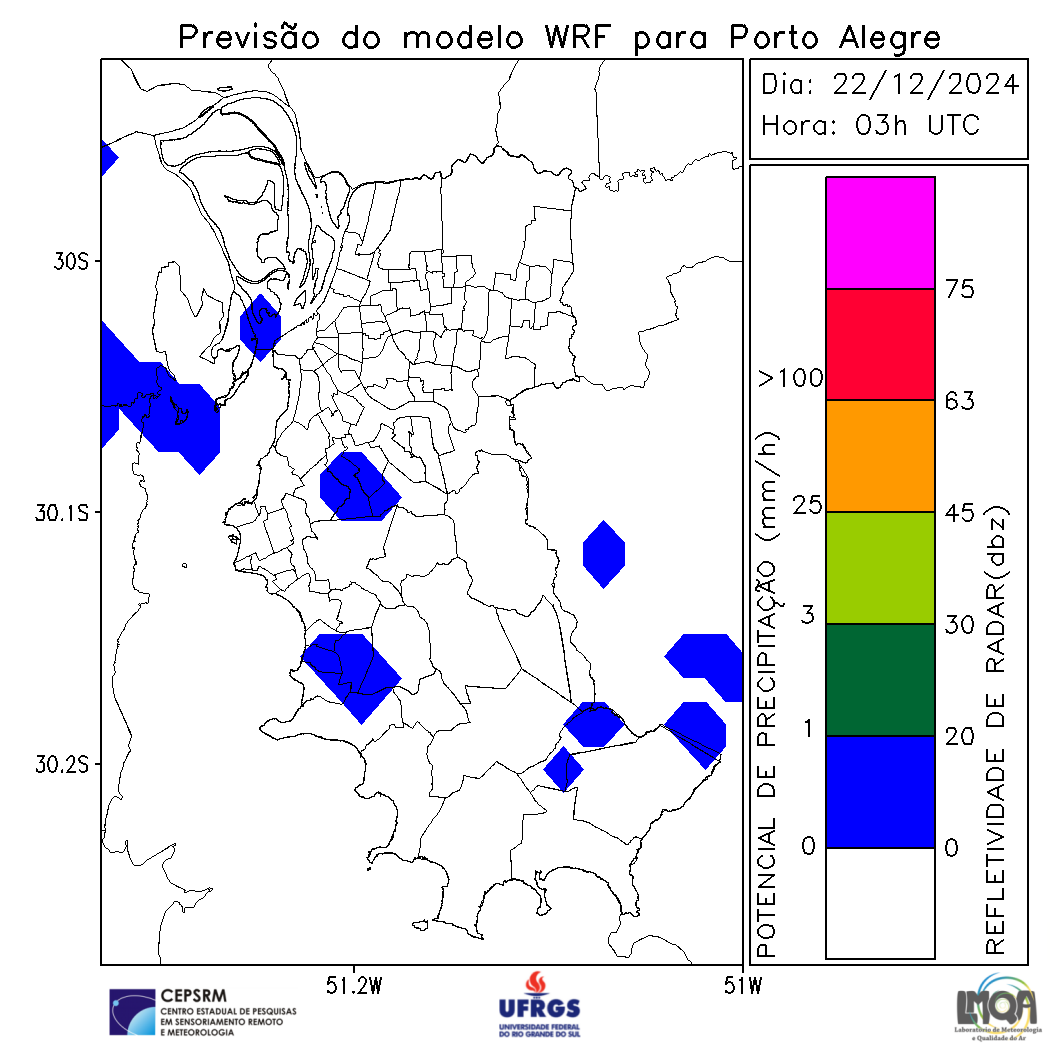 Previsão do modelo WRF para Porto Alegre
Dia: 22/12/2024
Hora: 03h UTC
30S
30.1S
30.2S
51.2W
51W
POTENCIAL DE PRECIPITAÇÃO (mm/h)
>100
25
3
1
0
75
63
45
30
20
0
REFLETIVIDADE DE RADAR(dbz)
CEPSRM
CENTRO ESTADUAL DE PESQUISAS
EM SENSORIAMENTO REMOTO
E METEOROLOGIA
UFRGS
UNIVERSIDADE FEDERAL
DO RIO GRANDE DO SUL
LMQA
Laboratório de Meteorologia
e Qualidade do Ar